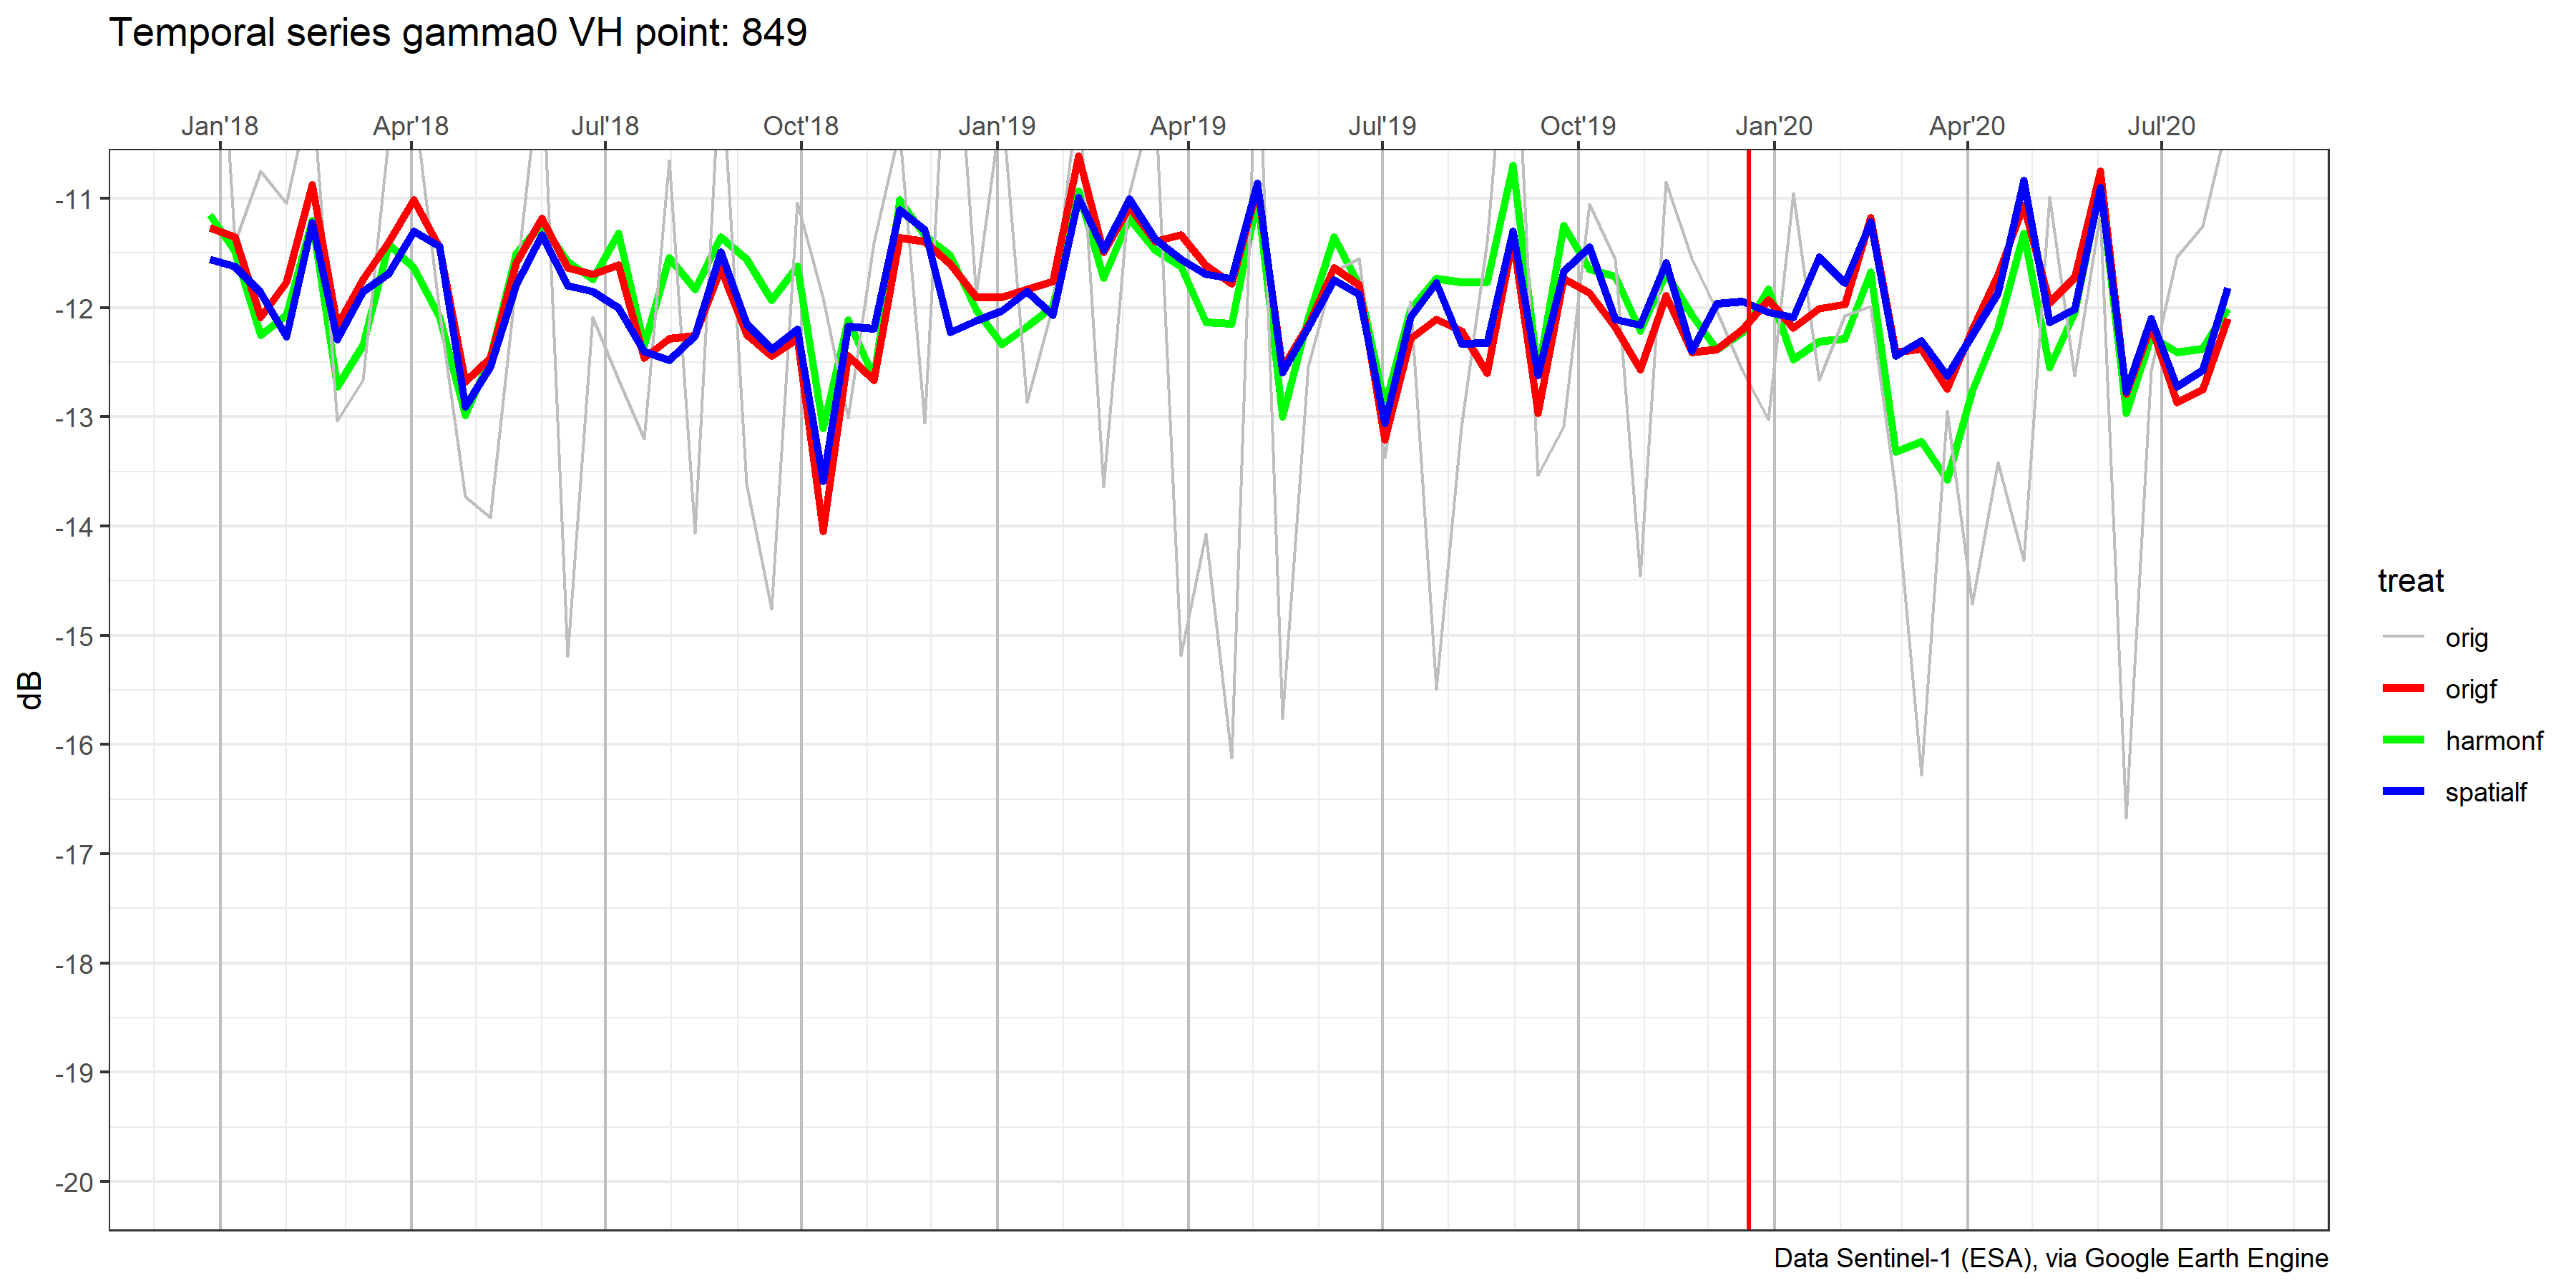 Temporal series gamma0 VH point: 849
Jan'18 Apr'18 Jul'18 Oct'18 Jan'19 Apr'19 Jul'19 Oct'19 Jan'20 Apr'20 Jul'20
-11
-12
-13
-14
-15
-16
-17
-18
-19
-20
dB
treat
orig
origf
harmonf
spatialf
Data Sentinel-1 (ESA), via Google Earth Engine